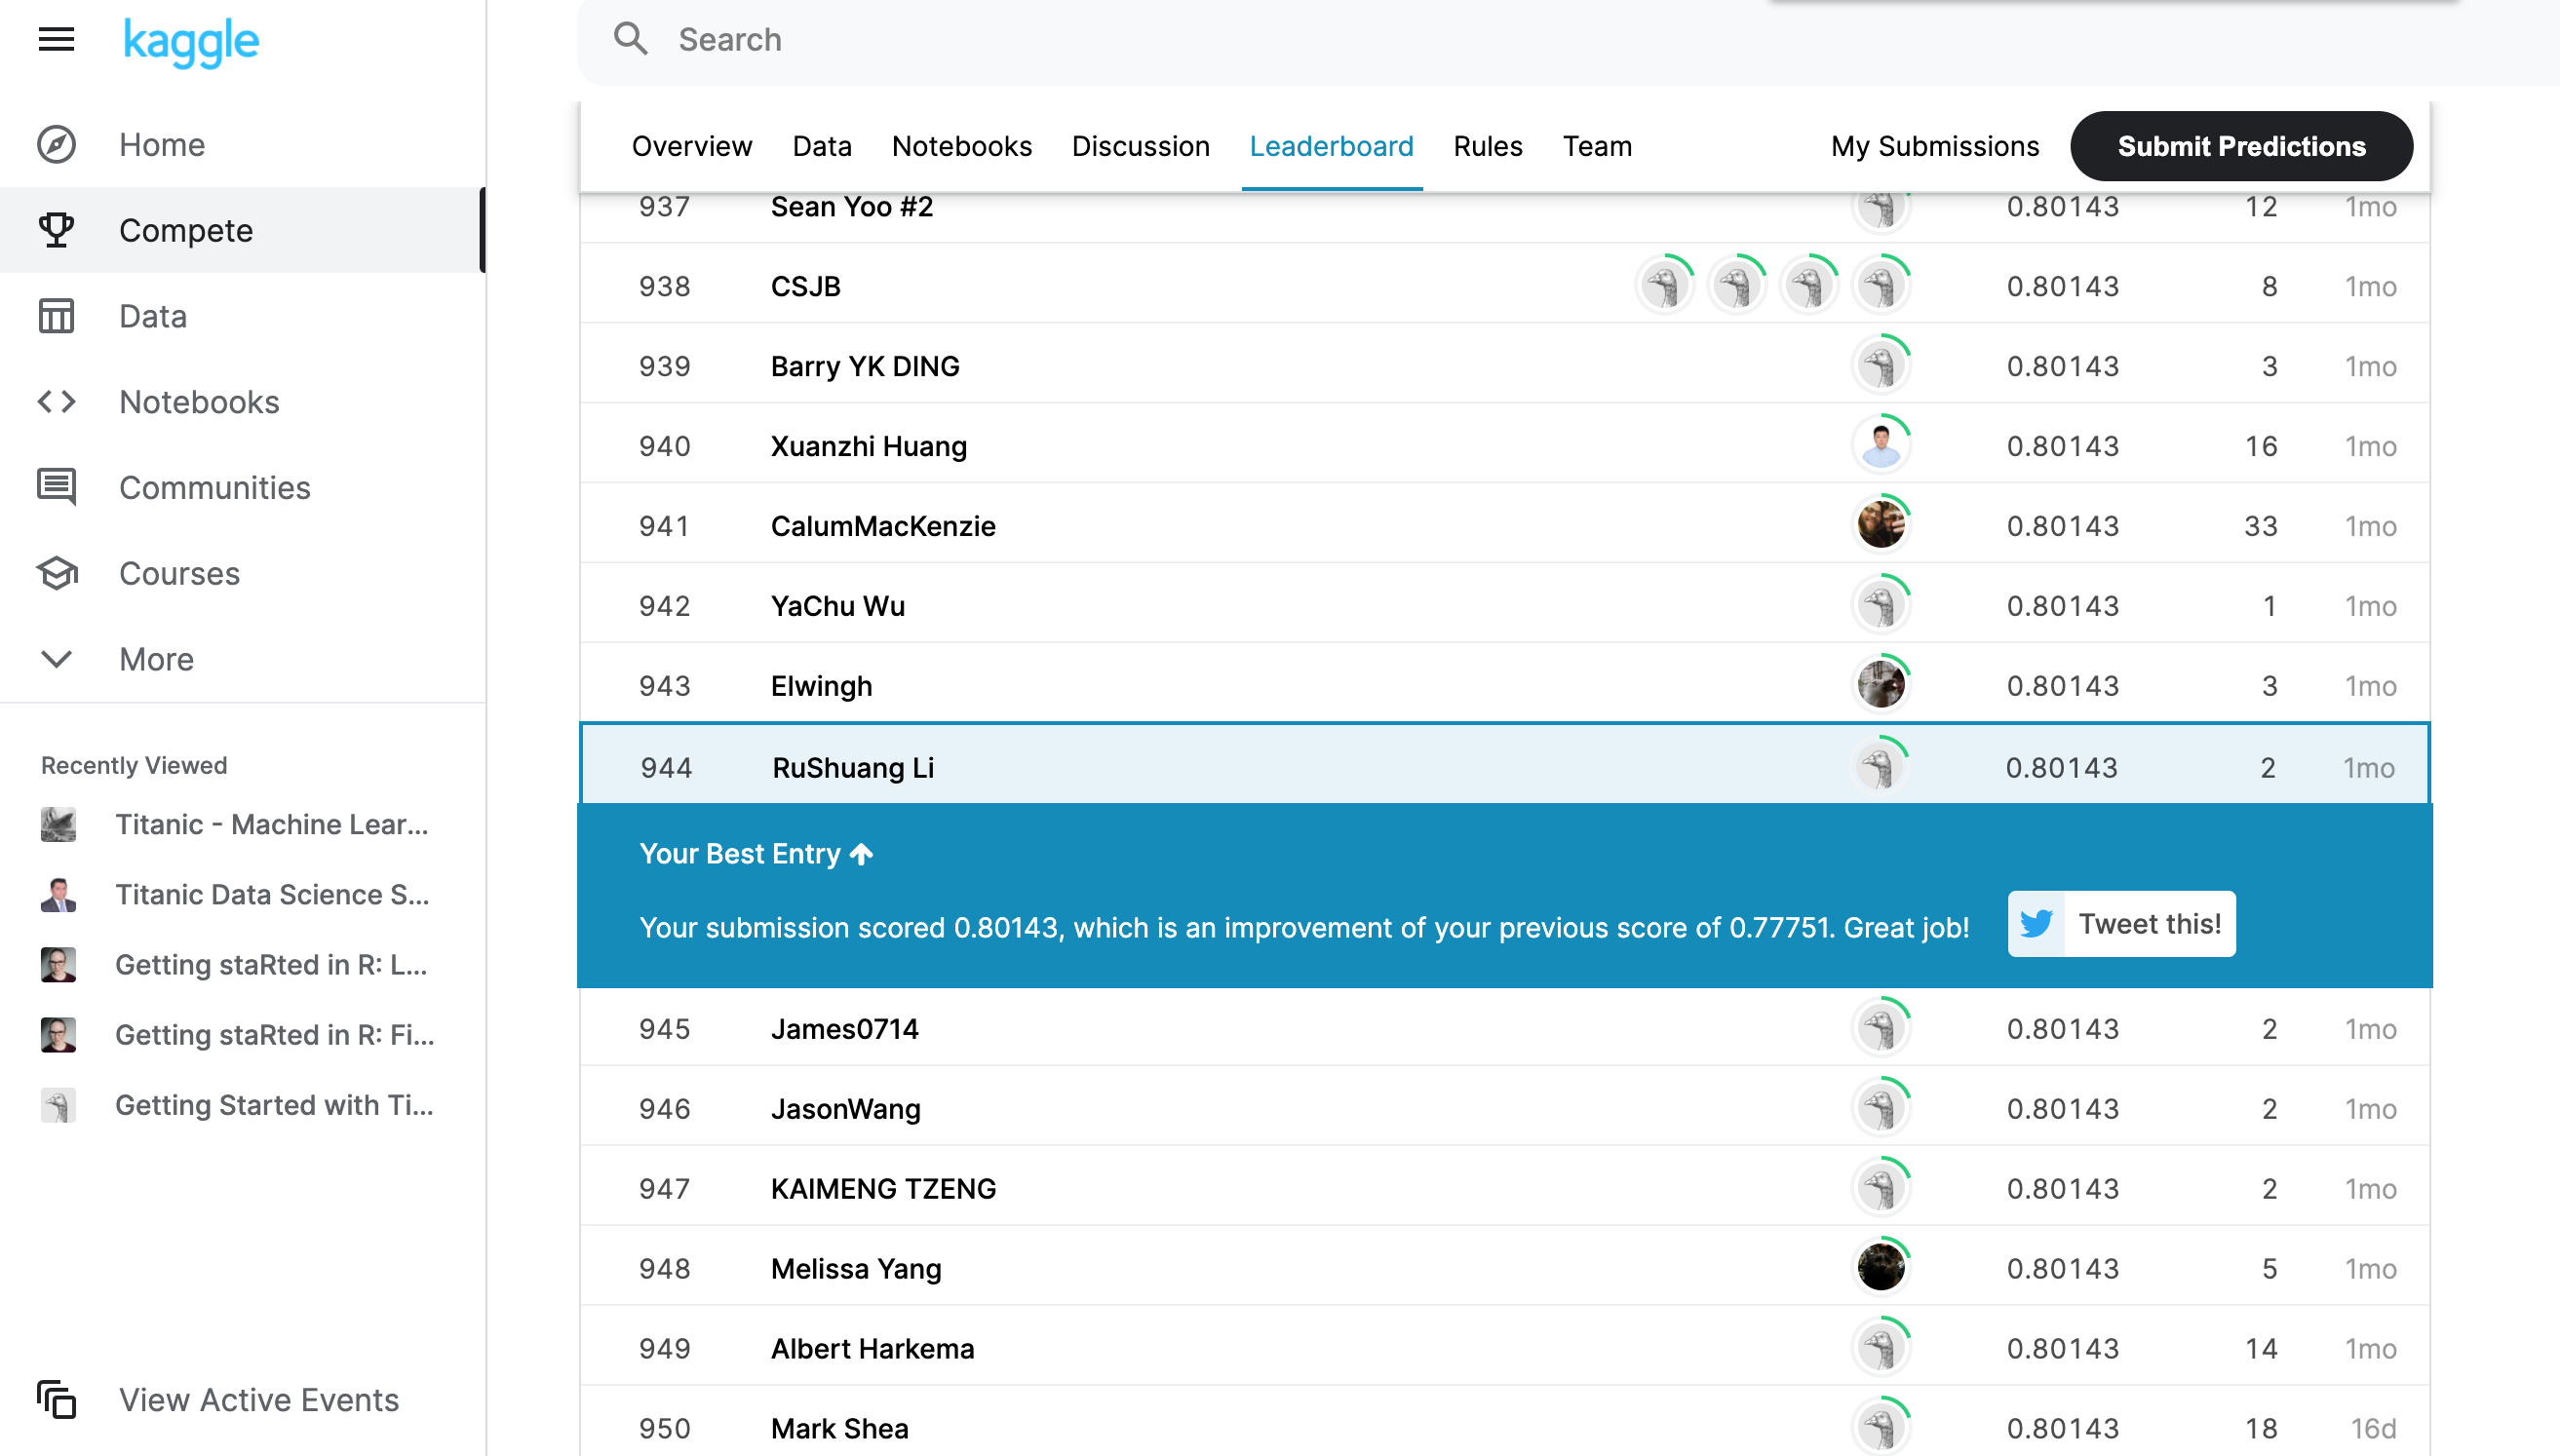 kaggle
Search
Home
Compete
Data
Notebooks
Communities
Courses
More
Recently Viewed
Titanic - Machine Lear...
Titanic Data Science S...
Getting staRted in R: L...
Getting staRted in R: Fi...
Getting Started with Ti...
View Active Events
Overview Data Notebooks Discussion Leaderboard Rules Team My Submissions Submit Predictions
937 Sean Yoo #2 0.80143 12 1mo
938 CSJB 0.80143 8 1mo
939 Barry YK DING 0.80143 3 1mo
940 Xuanzhi Huang 0.80143 16 1mo
941 CalumMacKenzie 0.80143 33 1mo
942 YaChu Wu 0.80143 1 1mo
943 Elwingh 0.80143 3 1mo
944 RuShuang Li 0.80143 2 1mo
Your Best Entry
Your submission scored 0.80143, which is an improvement of your previous score of 0.77751. Great job! Tweet this!
945 James0714 0.80143 2 1mo
946 JasonWang 0.80143 2 1mo
947 KAIMENG TZENG 0.80143 2 1mo
948 Melissa Yang 0.80143 5 1mo
949 Albert Harkema 0.80143 14 1mo
950 Mark Shea 0.80143 18 16d